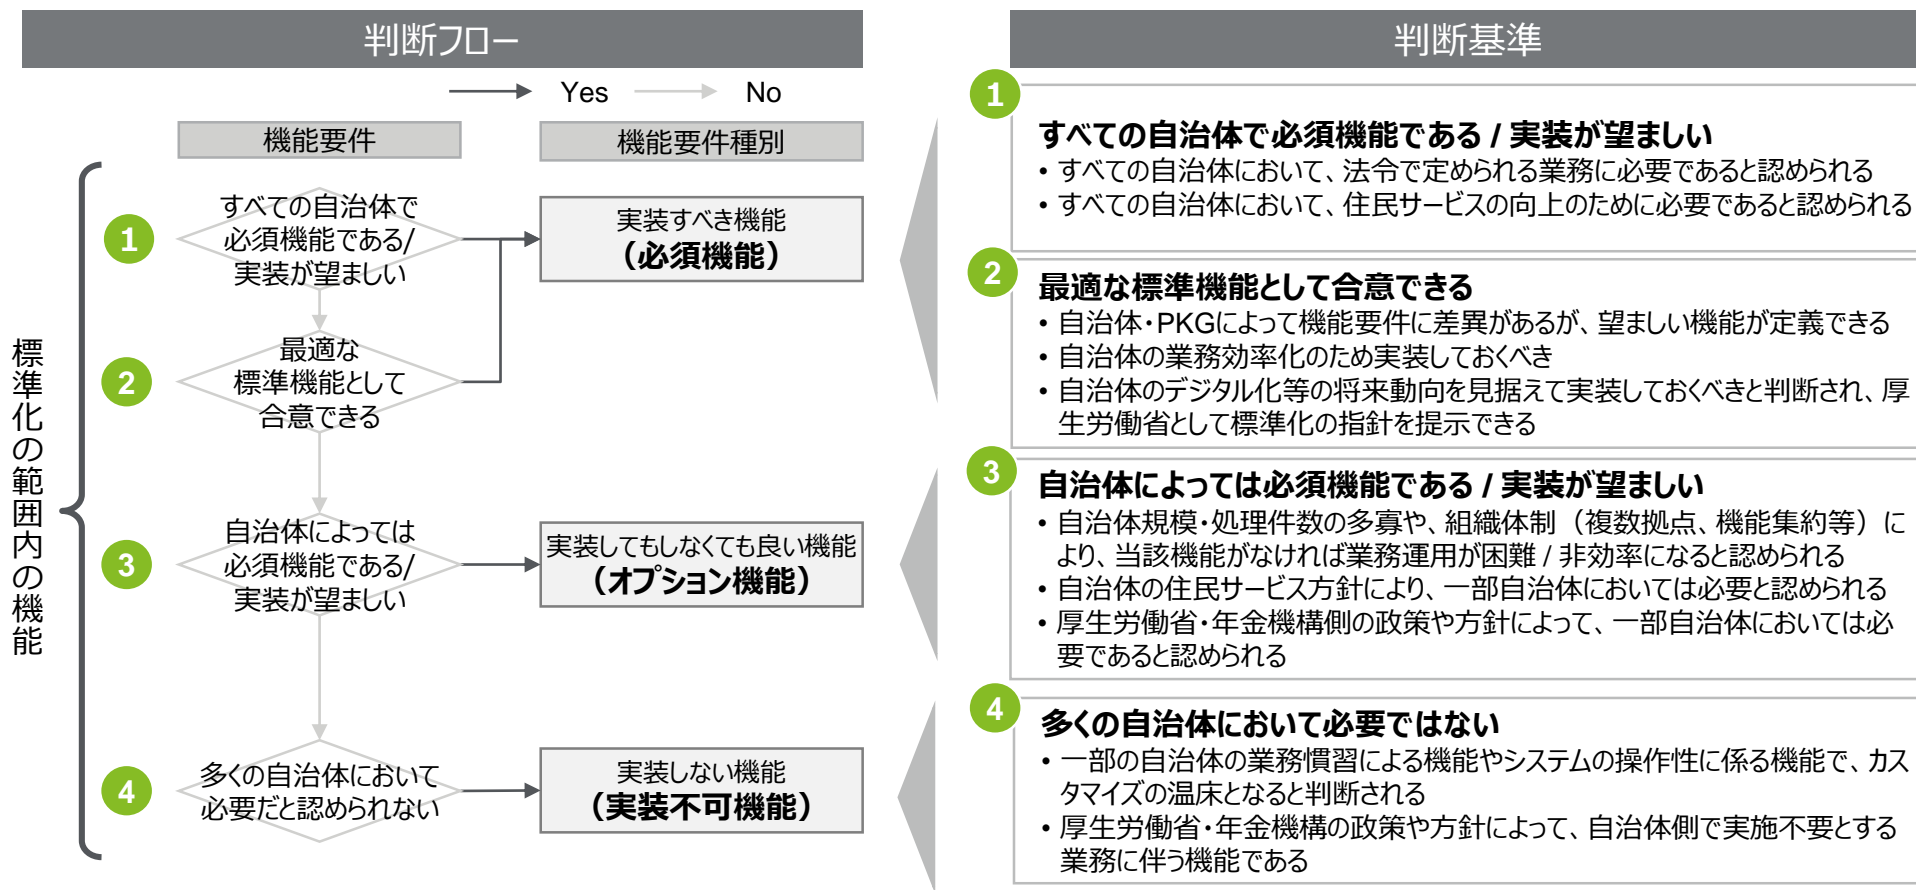 判断フロー
Yes
No
機能要件
機能要件種別
標準化の範囲内の機能
1
すべての自治体で
必須機能である/
実装が望ましい
実装すべき機能
（必須機能）
2
最適な
標準機能として
合意できる
3
自治体によっては
必須機能である/
実装が望ましい
実装してもしなくても良い機能
（オプション機能）
4
多くの自治体において
必要だと認められない
実装しない機能
（実装不可機能）
判断基準
1
すべての自治体で必須機能である / 実装が望ましい
• すべての自治体において、法令で定められる業務に必要であると認められる
• すべての自治体において、住民サービスの向上のために必要であると認められる
2
最適な標準機能として合意できる
• 自治体・PKGによって機能要件に差異があるが、望ましい機能が定義できる
• 自治体の業務効率化のため実装しておくべき
• 自治体のデジタル化等の将来動向を見据えて実装しておくべきと判断され、厚
生労働省として標準化の指針を提示できる
3
自治体によっては必須機能である / 実装が望ましい
• 自治体規模・処理件数の多寡や、組織体制（複数拠点、機能集約等）に
より、当該機能がなければ業務運用が困難 / 非効率になると認められる
• 自治体の住民サービス方針により、一部自治体においては必要と認められる
• 厚生労働省・年金機構側の政策や方針によって、一部自治体においては必
要であると認められる
4
多くの自治体において必要ではない
• 一部の自治体の業務慣習による機能やシステムの操作性に係る機能で、カス
タマイズの温床となると判断される
• 厚生労働省・年金機構の政策や方針によって、自治体側で実施不要とする
業務に伴う機能である